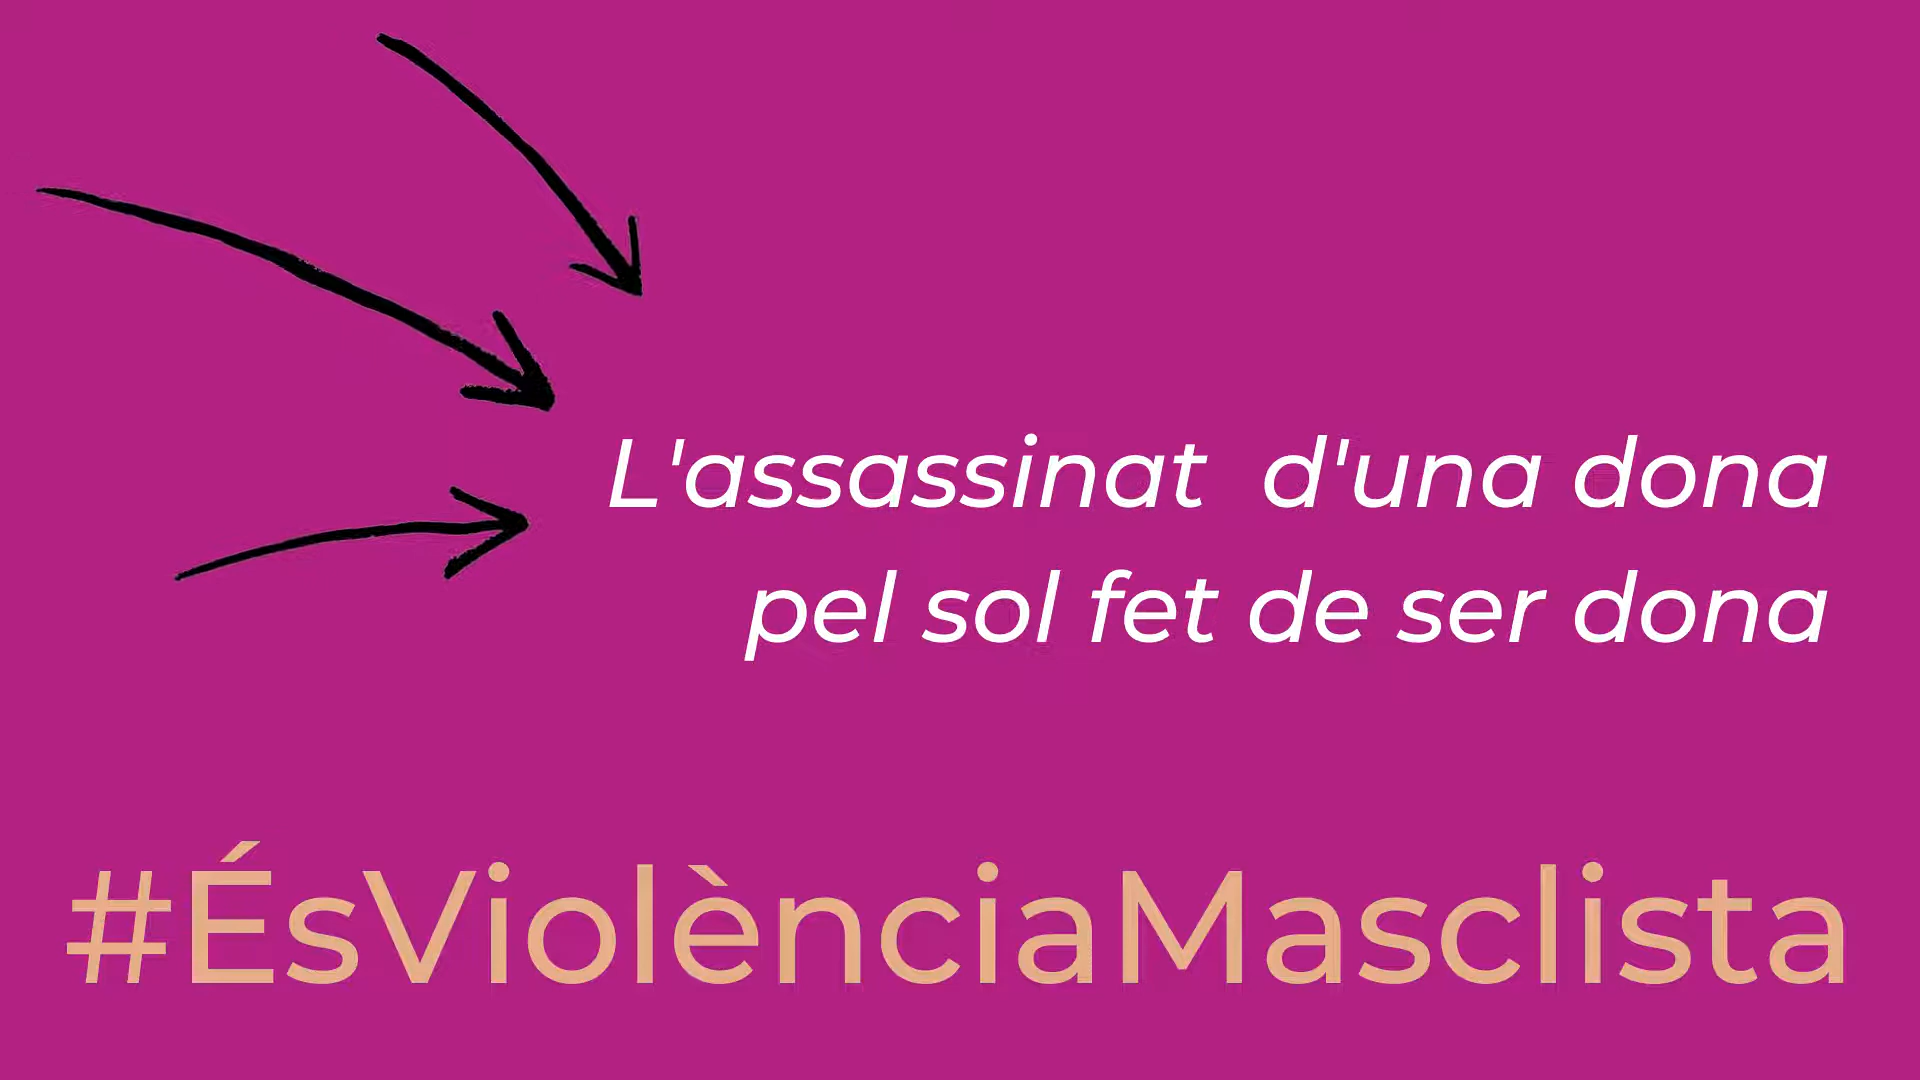 L'assassinat d'una dona
pel sol fet de ser dona
#ÉsViolènciaMasclista